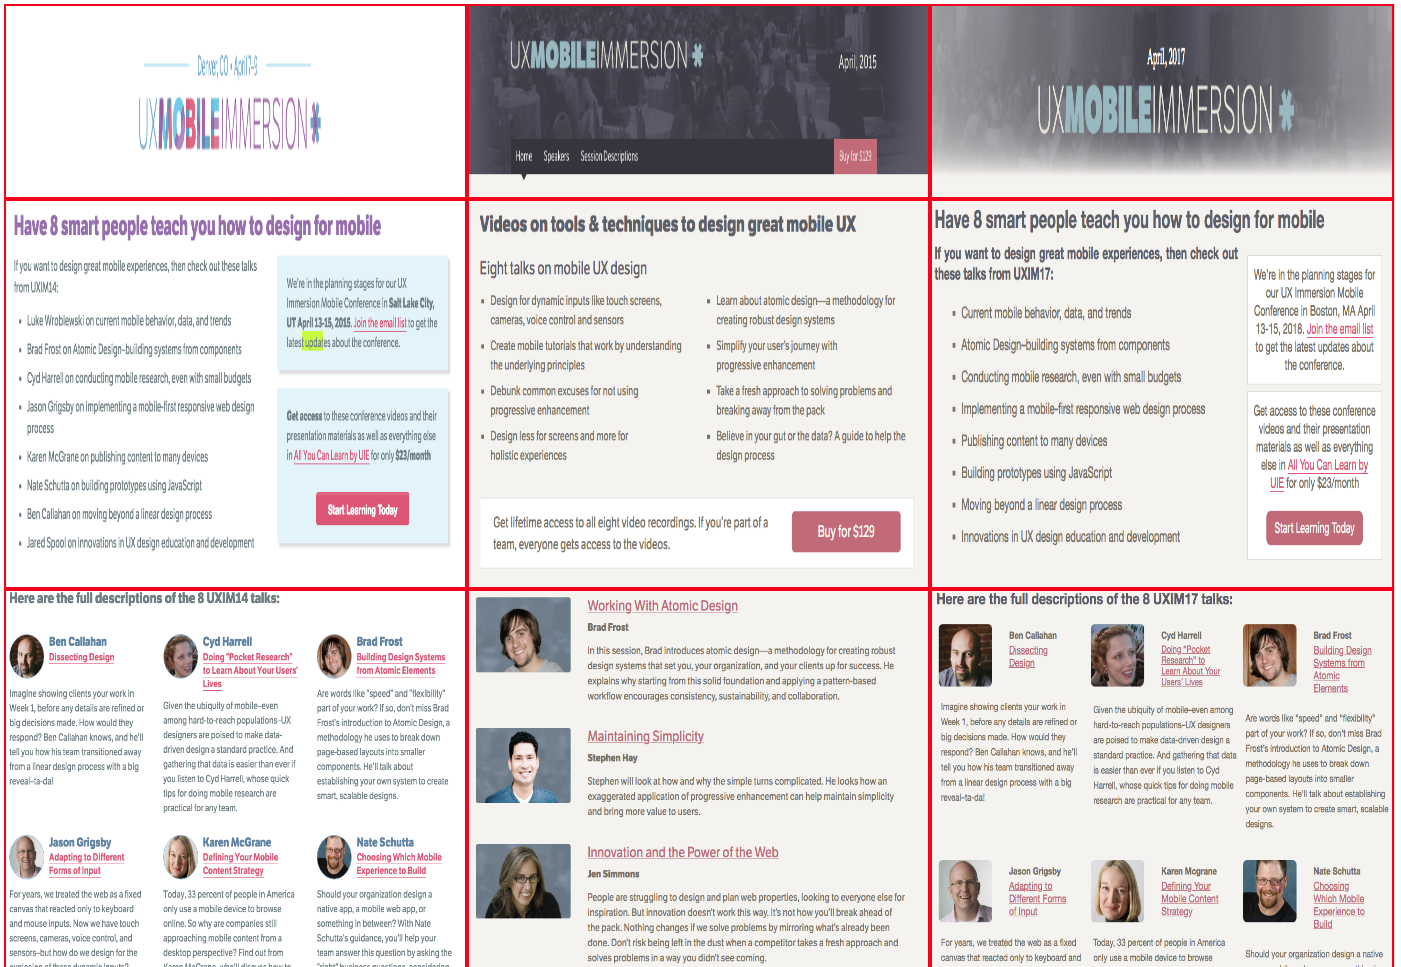 Denver, CO • April 7-9
UXMOBILEIMMERSION*
UXMOBILEIMMERSION*
April, 2015
Home Speakers Session Descriptions Buy for $129
April, 2017
UXMOBILEIMMERSION*
Have 8 smart people teach you how to design for mobile
If you want to design great mobile experiences, then check out these talks
from UXIM14:
• Luke Wroblewski on current mobile behavior, data, and trends
• Brad Frost on Atomic Design–building systems from components
• Cyd Harrell on conducting mobile research, even with small budgets
• Jason Grigsby on implementing a mobile-first responsive web design
process
• Karen McGrane on publishing content to many devices
• Nate Schutta on building prototypes using JavaScript
• Ben Callahan on moving beyond a linear design process
• Jared Spool on innovations in UX design education and development
We're in the planning stages for our UX
Immersion Mobile Conference in Salt Lake City,
UT April 13-15, 2015. Join the email list to get the
latest updates about the conference.
Get access to these conference videos and their
presentation materials as well as everything else
in All You Can Learn by UIE for only $23/month
Start Learning Today
Videos on tools & techniques to design great mobile UX
Eight talks on mobile UX design
▪ Design for dynamic inputs like touch screens,
cameras, voice control and sensors
▪ Create mobile tutorials that work by understanding
the underlying principles
▪ Debunk common excuses for not using
progressive enhancement
▪ Design less for screens and more for
holistic experiences
▪ Learn about atomic design—a methodology for
creating robust design systems
▪ Simplify your user's journey with
progressive enhancement
▪ Take a fresh approach to solving problems and
breaking away from the pack
▪ Believe in your gut or the data? A guide to help the
design process
Get lifetime access to all eight video recordings. If you're part of a
team, everyone gets access to the videos.
Buy for $129
Have 8 smart people teach you how to design for mobile
If you want to design great mobile experiences, then check out
these talks from UXIM17:
▪ Current mobile behavior, data, and trends
▪ Atomic Design–building systems from components
▪ Conducting mobile research, even with small budgets
▪ Implementing a mobile-first responsive web design process
▪ Publishing content to many devices
▪ Building prototypes using JavaScript
▪ Moving beyond a linear design process
▪ Innovations in UX design education and development
We're in the planning stages for
our UX Immersion Mobile
Conference in Boston, MA April
13-15, 2018. Join the email list
to get the latest updates about
the conference.
Get access to these conference
videos and their presentation
materials as well as everything
else in All You Can Learn by
UIE for only $23/month
Start Learning Today
Here are the full descriptions of the 8 UXIM14 talks:
Ben Callahan
Dissecting Design
Imagine showing clients your work in
Week 1, before any details are refined or
big decisions made. How would they
respond? Ben Callahan knows, and he'll
tell you how his team transitioned away
from a linear design process with a big
reveal–ta-da!
Cyd Harrell
Doing "Pocket Research"
to Learn About Your Users'
Lives
Given the ubiquity of mobile–even
among hard-to-reach populations–UX
designers are poised to make data-
driven design a standard practice. And
gathering that data is easier than ever if
you listen to Cyd Harrell, whose quick
tips for doing mobile research are
practical for any team.
Brad Frost
Building Design Systems
from Atomic Elements
Are words like "speed" and "flexibility"
part of your work? If so, don't miss Brad
Frost's introduction to Atomic Design, a
methodology he uses to break down
page-based layouts into smaller
components. He'll talk about
establishing your own system to create
smart, scalable designs.
Jason Grigsby
Adapting to Different
Forms of Input
For years, we treated the web as a fixed
canvas that reacted only to keyboard
and mouse inputs. Now we have touch
screens, cameras, voice control, and
sensors–but how do we design for the
explosion of these dynamic inputs?
Karen McGrane
Defining Your Mobile
Content Strategy
Today, 33 percent of people in America
only use a mobile device to browse
online. So why are companies still
approaching mobile content from a
desktop perspective? Find out from
Karen McGrane, who'll discuss how to
Nate Schutta
Choosing Which Mobile
Experience to Build
Should your organization design a
native app, a mobile web app, or
something in between? With Nate
Schutta's guidance, you'll help your
team answer this question by asking the
"right" business questions, considering
Working With Atomic Design
Brad Frost
In this session, Brad introduces atomic design—a methodology for creating robust
design systems that set you, your organization, and your clients up for success. He
explains why starting from this solid foundation and applying a pattern-based
workflow encourages consistency, sustainability, and collaboration.
Maintaining Simplicity
Stephen Hay
Stephen will look at how and why the simple turns complicated. He looks how an
exaggerated application of progressive enhancement can help maintain simplicity
and bring more value to users.
Innovation and the Power of the Web
Jen Simmons
People are struggling to design and plan web properties, looking to everyone else for
inspiration. But innovation doesn't work this way. It's not how you'll break ahead of
the pack. Nothing changes if we solve problems by mirroring what's already been
done. Don't risk being left in the dust when a competitor takes a fresh approach and
solves problems in a way you didn't see coming.
Here are the full descriptions of the 8 UXIM17 talks:
Ben Callahan
Dissecting
Design
Imagine showing clients your work in
Week 1, before any details are refined or
big decisions made. How would they
respond? Ben Callahan knows, and he'll
tell you how his team transitioned away
from a linear design process with a big
reveal–ta-da!
Cyd Harrell
Doing "Pocket
Research" to
Learn About Your
Users' Lives
Given the ubiquity of mobile–even among
hard-to-reach populations–UX designers
are poised to make data-driven design a
standard practice. And gathering that data
is easier than ever if you listen to Cyd
Harrell, whose quick tips for doing mobile
research are practical for any team.
Brad Frost
Building Design
Systems from
Atomic
Elements
Are words like "speed" and "flexibility"
part of your work? If so, don't miss Brad
Frost's introduction to Atomic Design, a
methodology he uses to break down
page-based layouts into smaller
components. He'll talk about establishing
your own system to create smart, scalable
designs.
Jason Grigsby
Adapting to
Different Forms
of Input
For years, we treated the web as a fixed
canvas that reacted only to keyboard and
Karen Mcgrane
Defining Your
Mobile Content
Strategy
Today, 33 percent of people in America
only use a mobile device to browse
Nate Schutta
Choosing
Which Mobile
Experience to
Build
Should your organization design a native